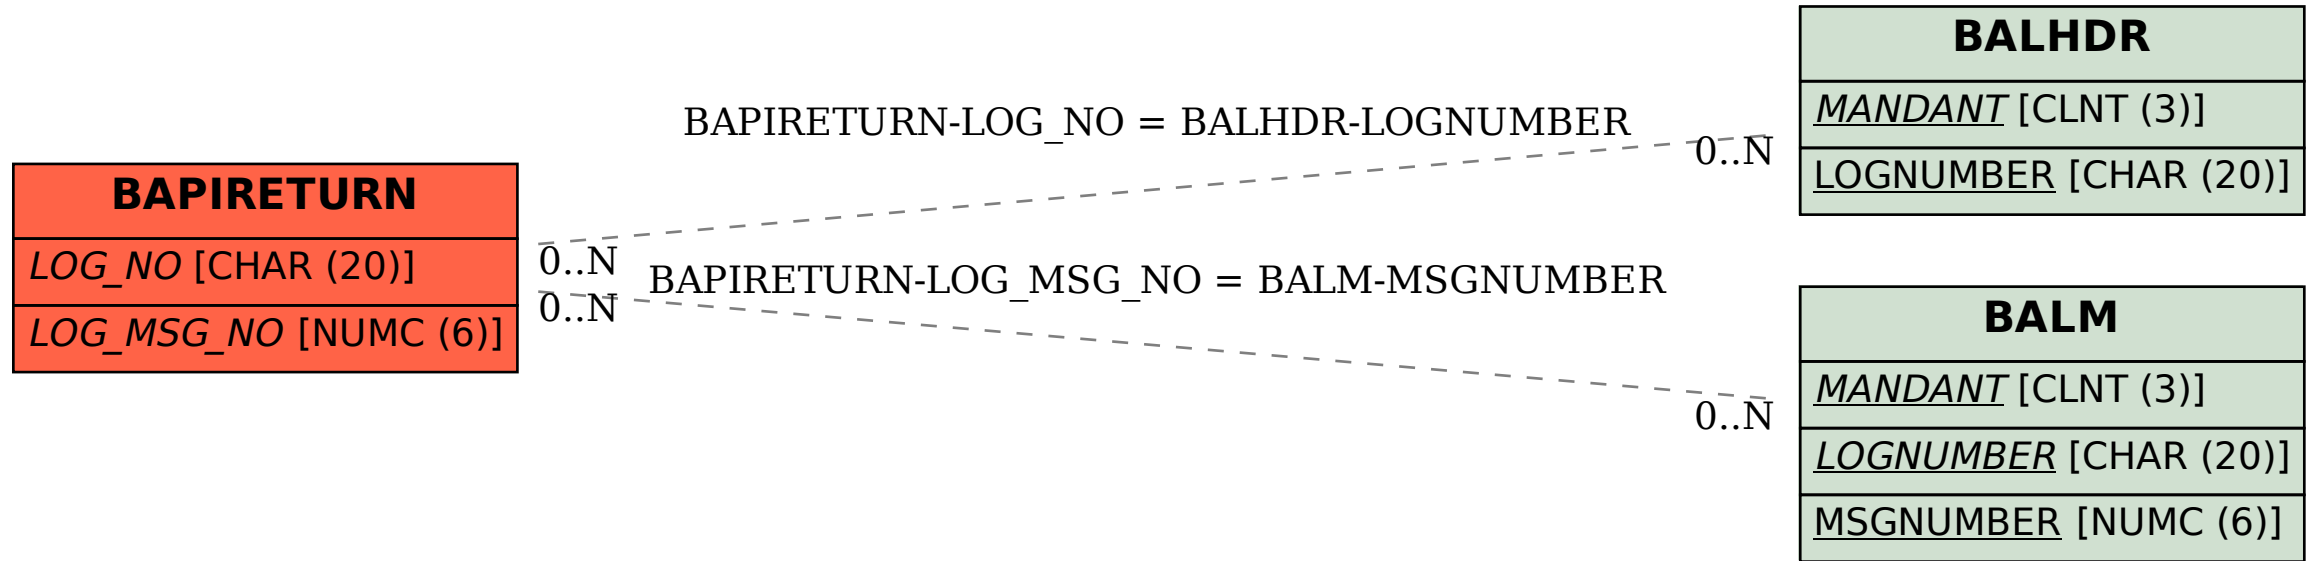 BAPIRETURN
LOG_NO [CHAR (20)]
LOG_MSG_NO [NUMC (6)]
BAPIRETURN-LOG_NO = BALHDR-LOGNUMBER
0..N
0..N
BAPIRETURN-LOG_MSG_NO = BALM-MSGNUMBER
0..N
0..N
BALHDR
MANDANT [CLNT (3)]
LOGNUMBER [CHAR (20)]
BALM
MANDANT [CLNT (3)]
LOGNUMBER [CHAR (20)]
MSGNUMBER [NUMC (6)]